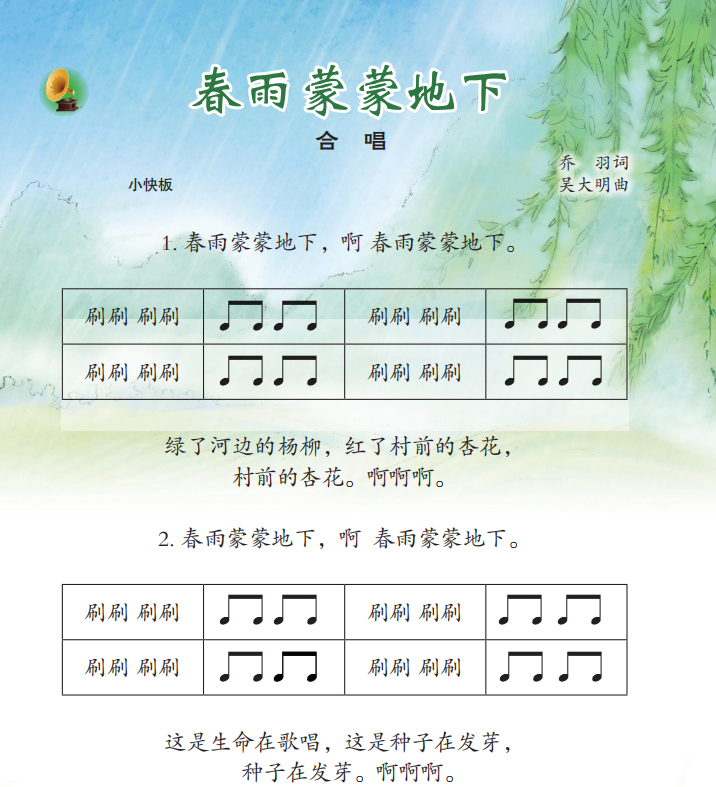 春雨蒙蒙地下
合 唱
乔 羽词
小快板
吴大明曲
1. 春雨蒙蒙地下，啊 春雨蒙蒙地下。
刷刷 刷刷 刷刷 刷刷
刷刷 刷刷 刷刷 刷刷
绿了河边的杨柳，红了村前的杏花，
村前的杏花。啊啊啊。
2. 春雨蒙蒙地下，啊 春雨蒙蒙地下。
刷刷 刷刷 刷刷 刷刷
刷刷 刷刷 刷刷 刷刷
这是生命在歌唱，这是种子在发芽，
种子在发芽。啊啊啊。